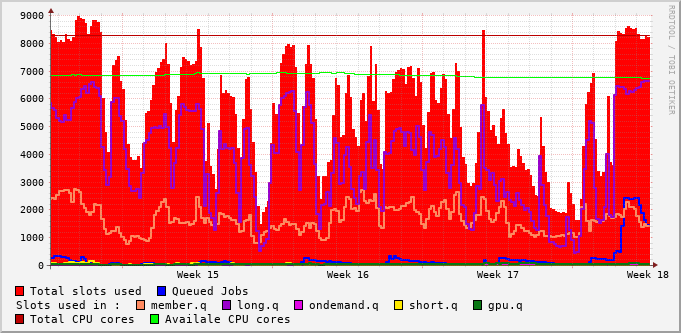 9000
8000
7000
6000
5000
4000
3000
2000
1000
0
Week 15 Week 16 Week 17 Week 18
RRDTOOL / TOBI OETIKER
Total slots used Queued Jobs
Slots used in : member.q long.q ondemand.q short.q gpu.q
Total CPU cores Availale CPU cores